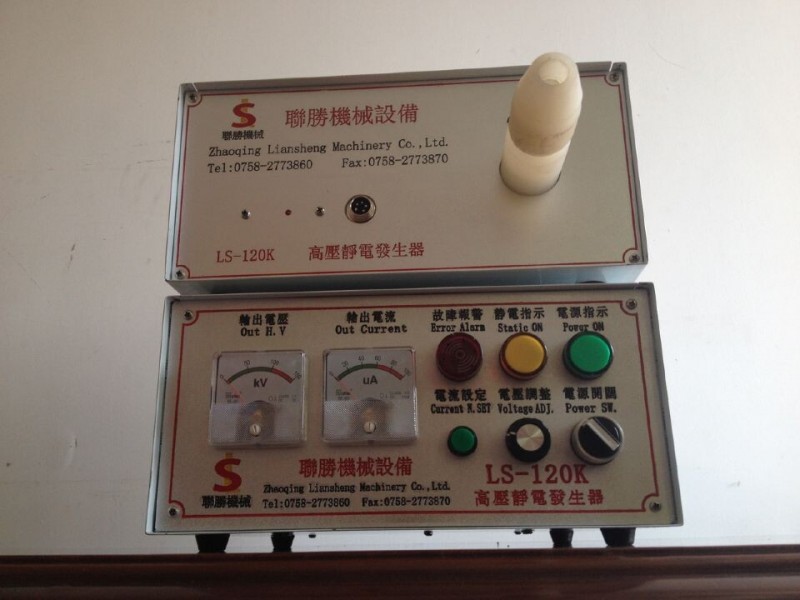 聯勝機械設備
聯勝機械
Zhaoqing Liansheng Machinery Co.,Ltd.
Tel:0758-2773860 Fax:0758-2773870
LS-120K 高壓靜電發生器
輸出電壓
Out H.V
輸出電流
Out Current
故障報警
Error Alarm
静電指示
Static ON
電源指示
Power ON
kV
uA
電流設定
Current M.SET
電壓調整
Voltage ADJ.
電源開關
Power SW.
聯勝機械
聯勝機械設備
Zhaoqing Liansheng Machinery Co.,Ltd.
Tel:0758-2773860 Fax:0758-2773870
LS-120K
高壓靜電發生器